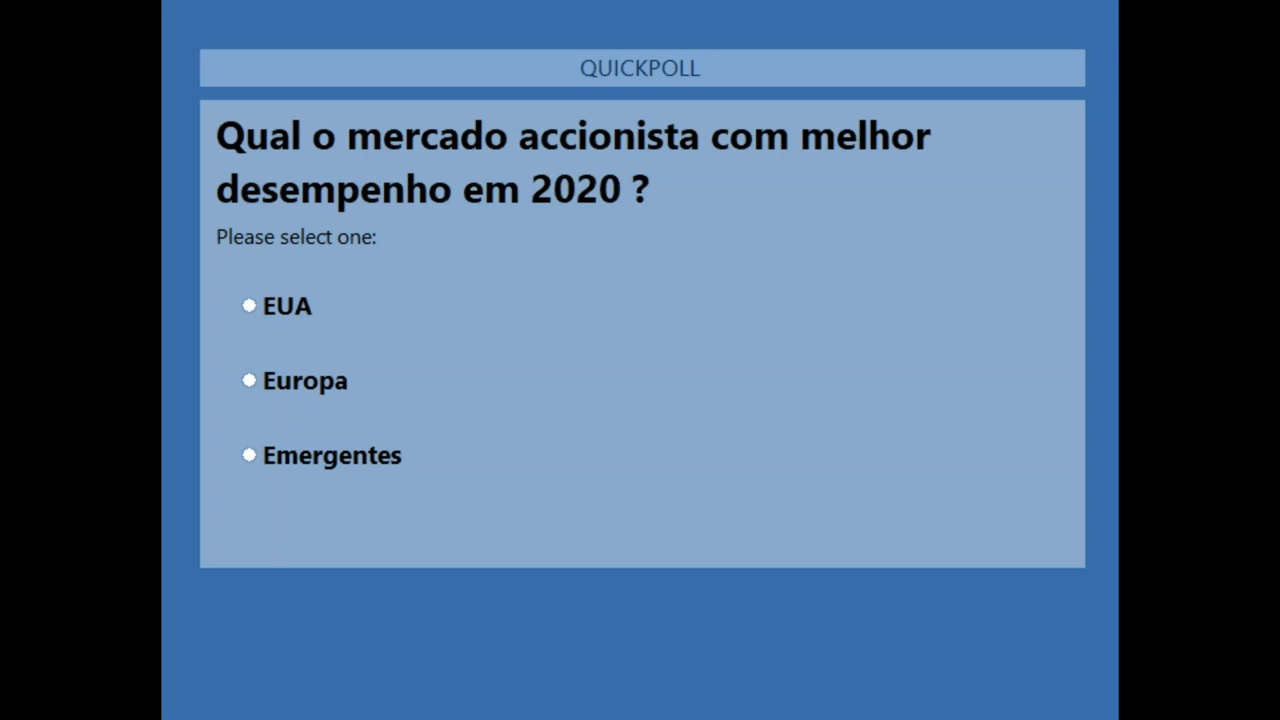 QUICKPOLL
Qual o mercado accionista com melhor
desempenho em 2020 ?
Please select one:
EUA
Europa
Emergentes